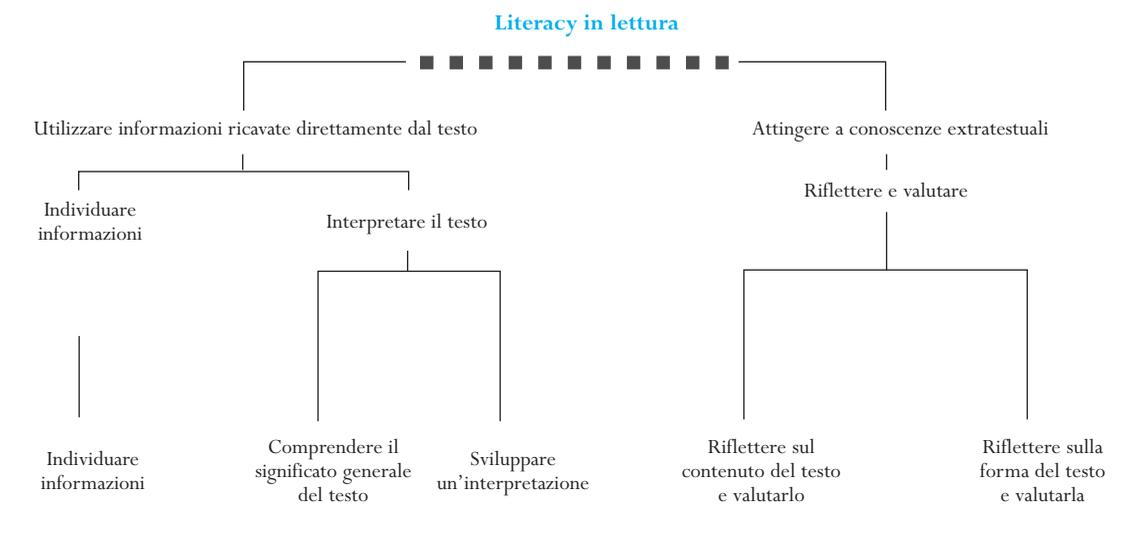 Literacy in lettura
Utilizzare informazioni ricavate direttamente dal testo
Attingere a conoscenze extratestuali
Individuare
informazioni
Interpretare il testo
Riflettere e valutare
Individuare
informazioni
Comprendere il
significato generale
del testo
Sviluppare
un’interpretazione
Riflettere sul
contenuto del testo
e valutarlo
Riflettere sulla
forma del testo
e valutarla